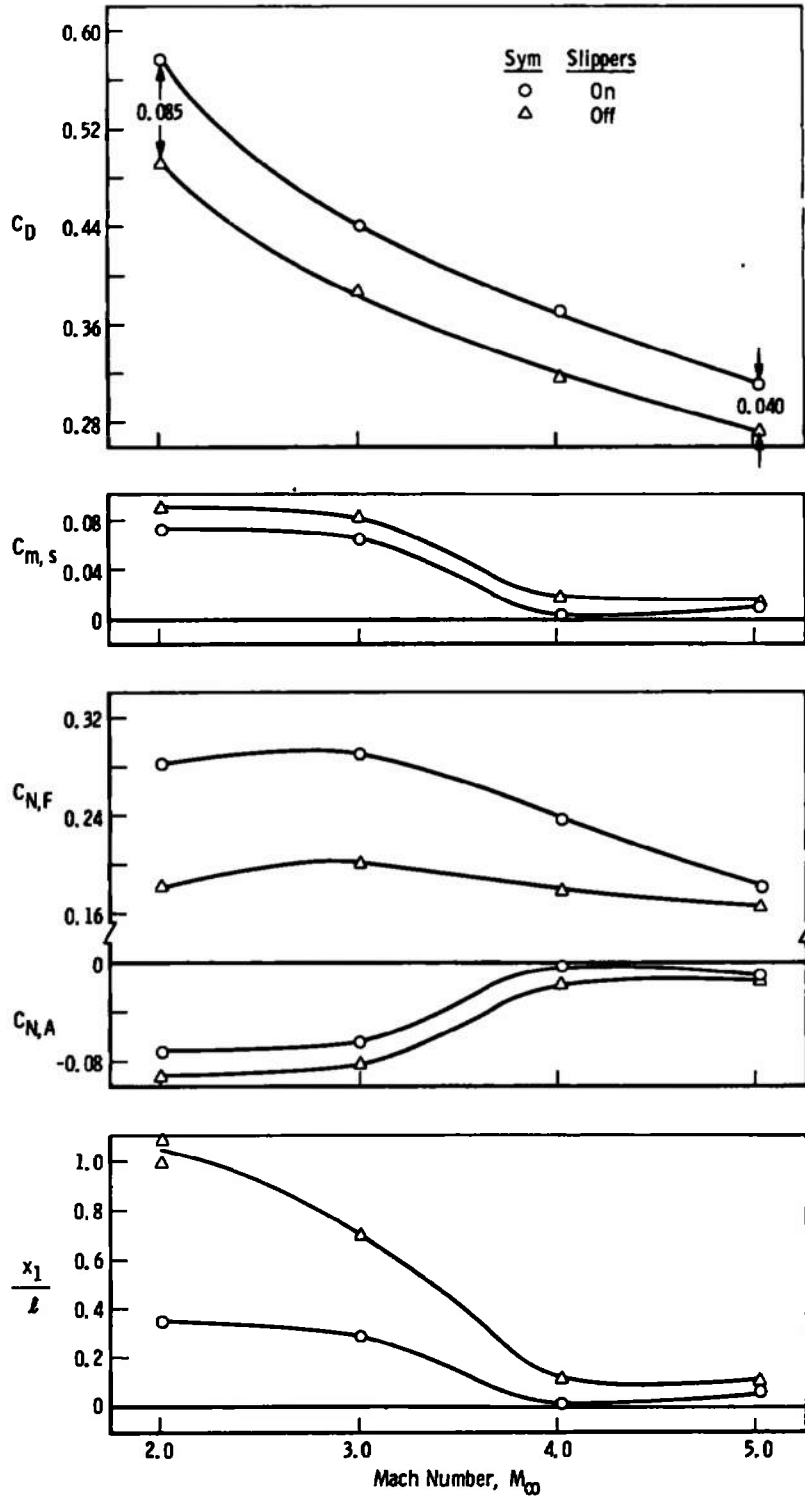 0.60
Sym Slippers
On
Off
0.085
0.52
C_D
0.44
0.36
0.040
0.28
0.08
C_m,s
0.04
0
0.32
C_N,F
0.24
0.16
0
C_N,A
-0.08
1.0
0.8
0.6
x_1
ℓ
0.4
0.2
0
2.0 3.0 4.0 5.0
Mach Number, M_∞